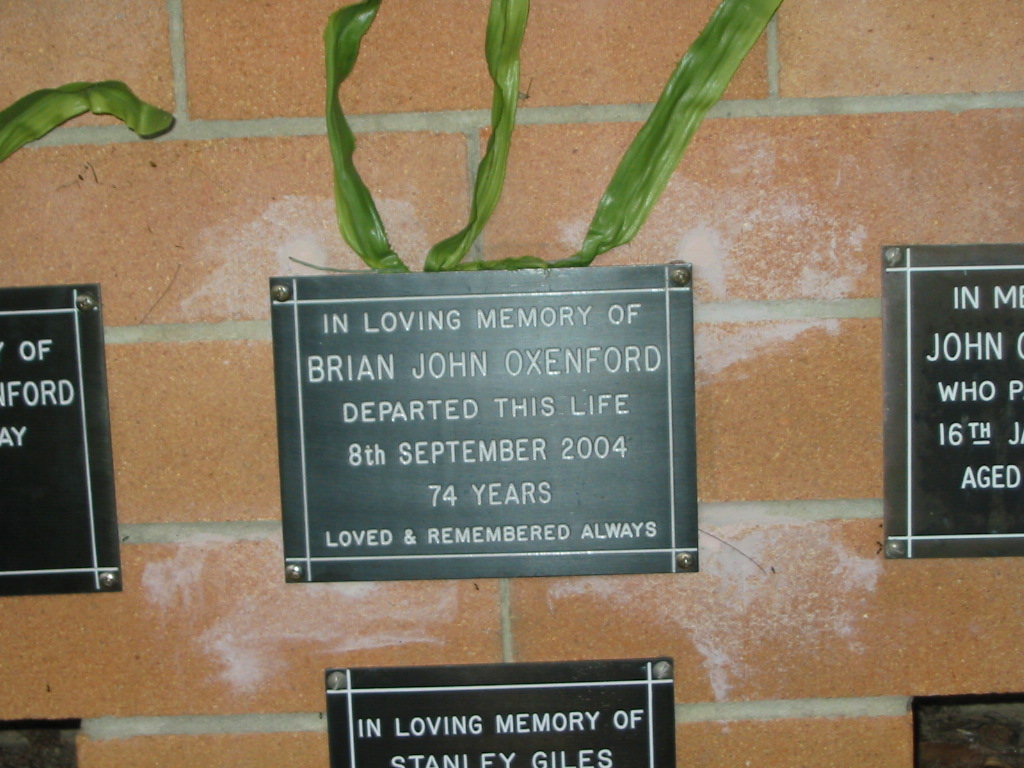 OF
NFORD
AY
IN LOVING MEMORY OF
BRIAN JOHN OXENFORD
DEPARTED THIS LIFE
8th SEPTEMBER 2004
74 YEARS
LOVED & REMEMBERED ALWAYS
IN ME
JOHN
WHO P
16TH JA
AGED
IN LOVING MEMORY OF
STANLEY GILES